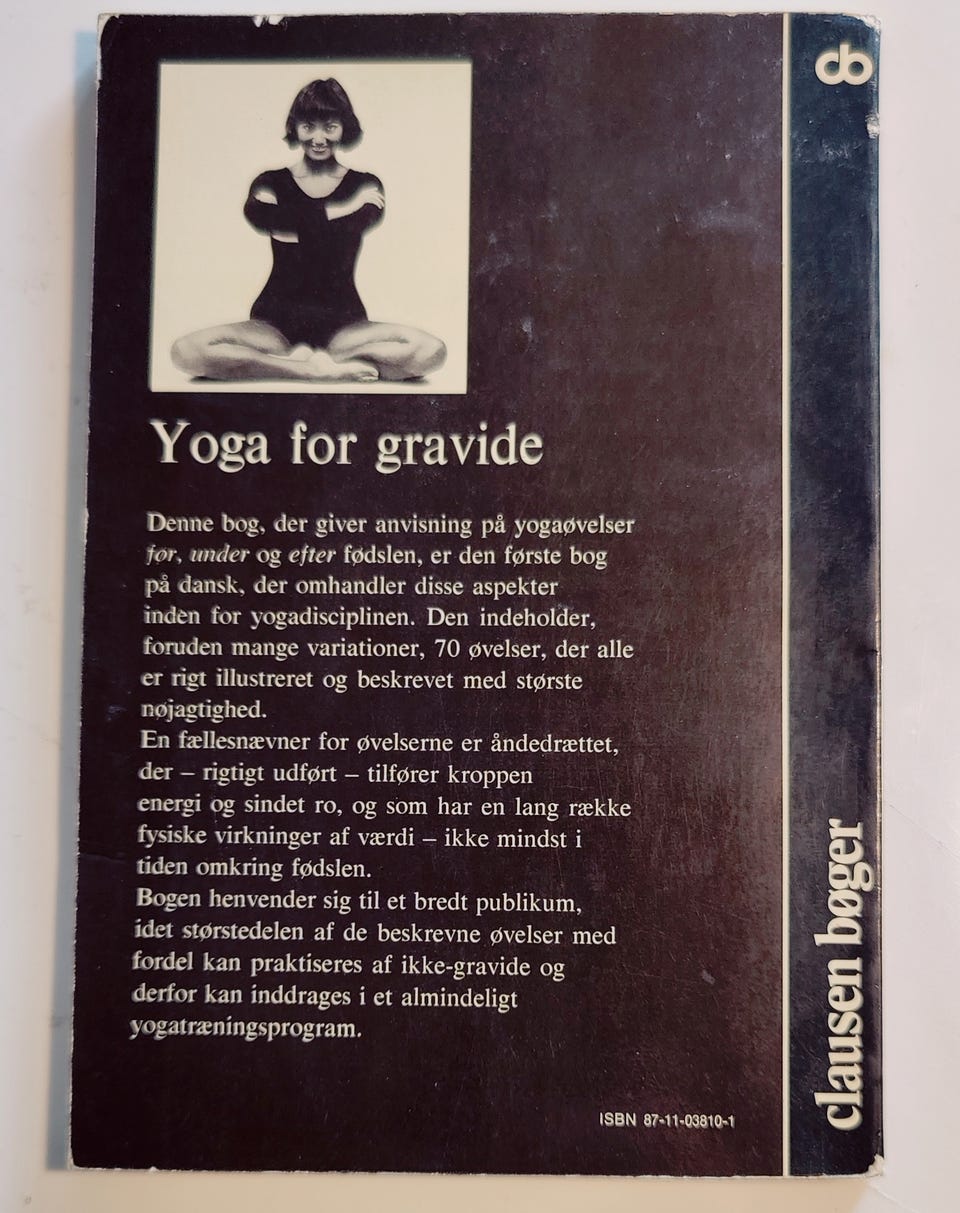 cb
Yoga for gravide
Denne bog, der giver anvisning på yogaøvelser
før, under og efter fødslen, er den første bog
på dansk, der omhandler disse aspekter
inden for yogadisciplinen. Den indeholder,
foruden mange variationer, 70 øvelser, der alle
er rigt illustreret og beskrevet med største
nøjagtighed.
En fællesnævner for øvelserne er åndedrættet,
der – rigtigt udført – tilfører kroppen
energi og sindet ro, og som har en lang række
fysiske virkninger af værdi – ikke mindst i
tiden omkring fødslen.
Bogen henvender sig til et bredt publikum,
idet størstedelen af de beskrevne øvelser med
fordel kan praktiseres af ikke-gravide og
derfor kan inddrages i et almindeligt
yogatræningsprogram.
ISBN 87-11-03810-1
clausen bøger